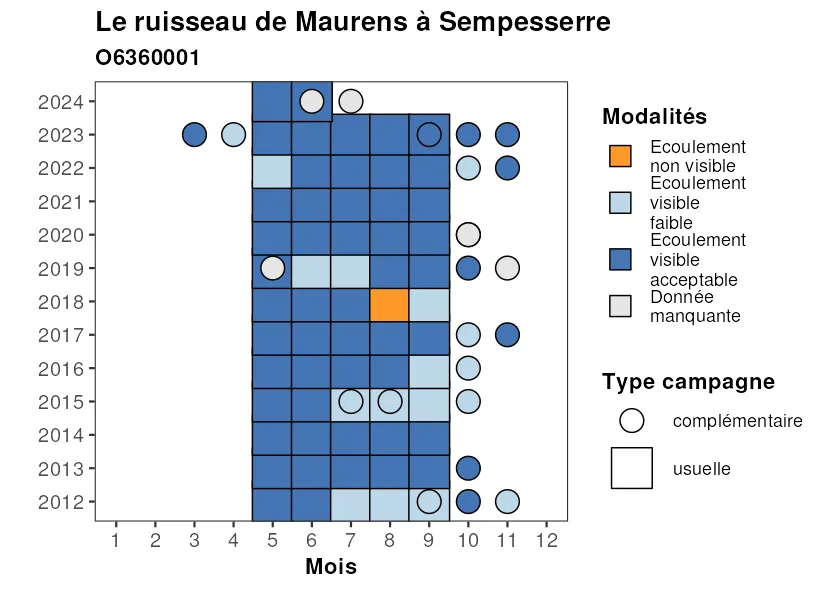 Le ruisseau de Maurens à Sempesserre
O6360001
2024
2023
2022
2021
2020
2019
2018
2017
2016
2015
2014
2013
2012
1 2 3 4 5 6 7 8 9 10 11 12
Mois
Modalités
Ecoulement
non visible
Ecoulement
visible
faible
Ecoulement
visible
acceptable
Donnée
manquante
Type campagne
complémentaire
usuelle